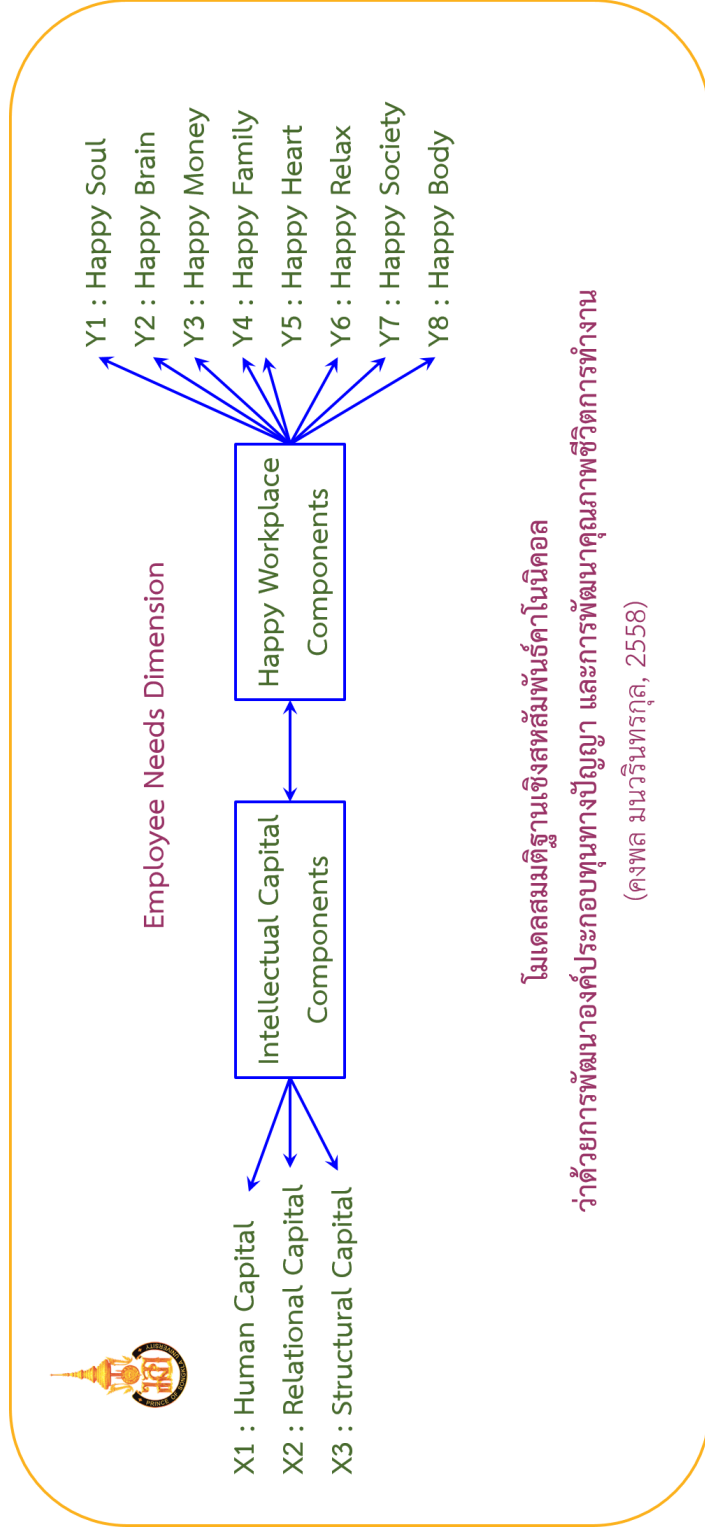 PRINCE OF SONGKLA UNIVERSITY
Employee Needs Dimension
X1 : Human Capital
X2 : Relational Capital
X3 : Structural Capital
Intellectual Capital
Components
Happy Workplace
Components
Y1 : Happy Soul
Y2 : Happy Brain
Y3 : Happy Money
Y4 : Happy Family
Y5 : Happy Heart
Y6 : Happy Relax
Y7 : Happy Society
Y8 : Happy Body
โมเดลสมมติฐานเชิงสหสัมพันธ์คาโนนิคอล
ว่าด้วยการพัฒนาองค์ประกอบทุนทางปัญญา และการพัฒนาคุณภาพชีวิตการทำงาน
(คงพล มนวรินทรกุล, 2558)